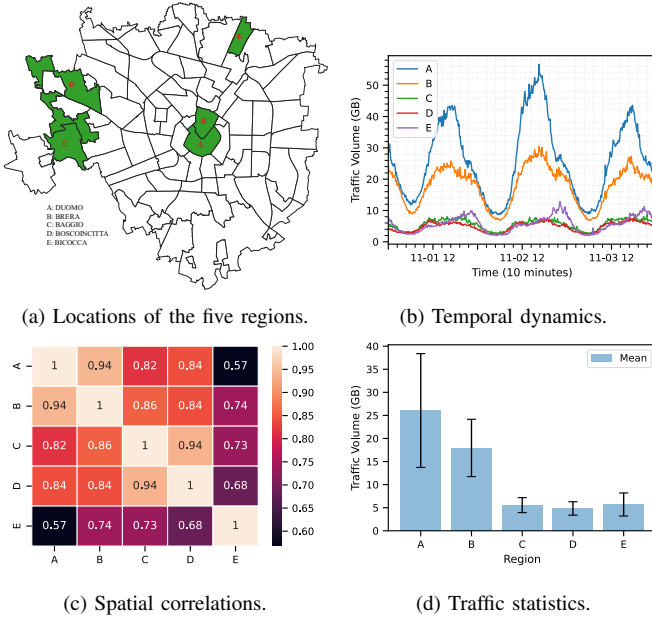 E
D
B
C
A
A: DUOMO
B: BRERA
C: BAGGIO
D: BOSCOINCITTA
E: BICOCCA
(a) Locations of the five regions.
A
B
C
D
E
Traffic Volume (GB)
50
40
30
20
10
0
11-01 12
11-02 12
11-03 12
Time (10 minutes)
(b) Temporal dynamics.
A
1
0.94
0.82
0.84
0.57
B
0.94
1
0.86
0.84
0.74
C
0.82
0.86
1
0.94
0.73
D
0.84
0.84
0.94
1
0.68
E
0.57
0.74
0.73
0.68
1
A
B
C
D
E
1.00
0.95
0.90
0.85
0.80
0.75
0.70
0.65
0.60
(c) Spatial correlations.
Mean
Traffic Volume (GB)
40
35
30
25
20
15
10
5
0
A
B
C
D
E
Region
(d) Traffic statistics.